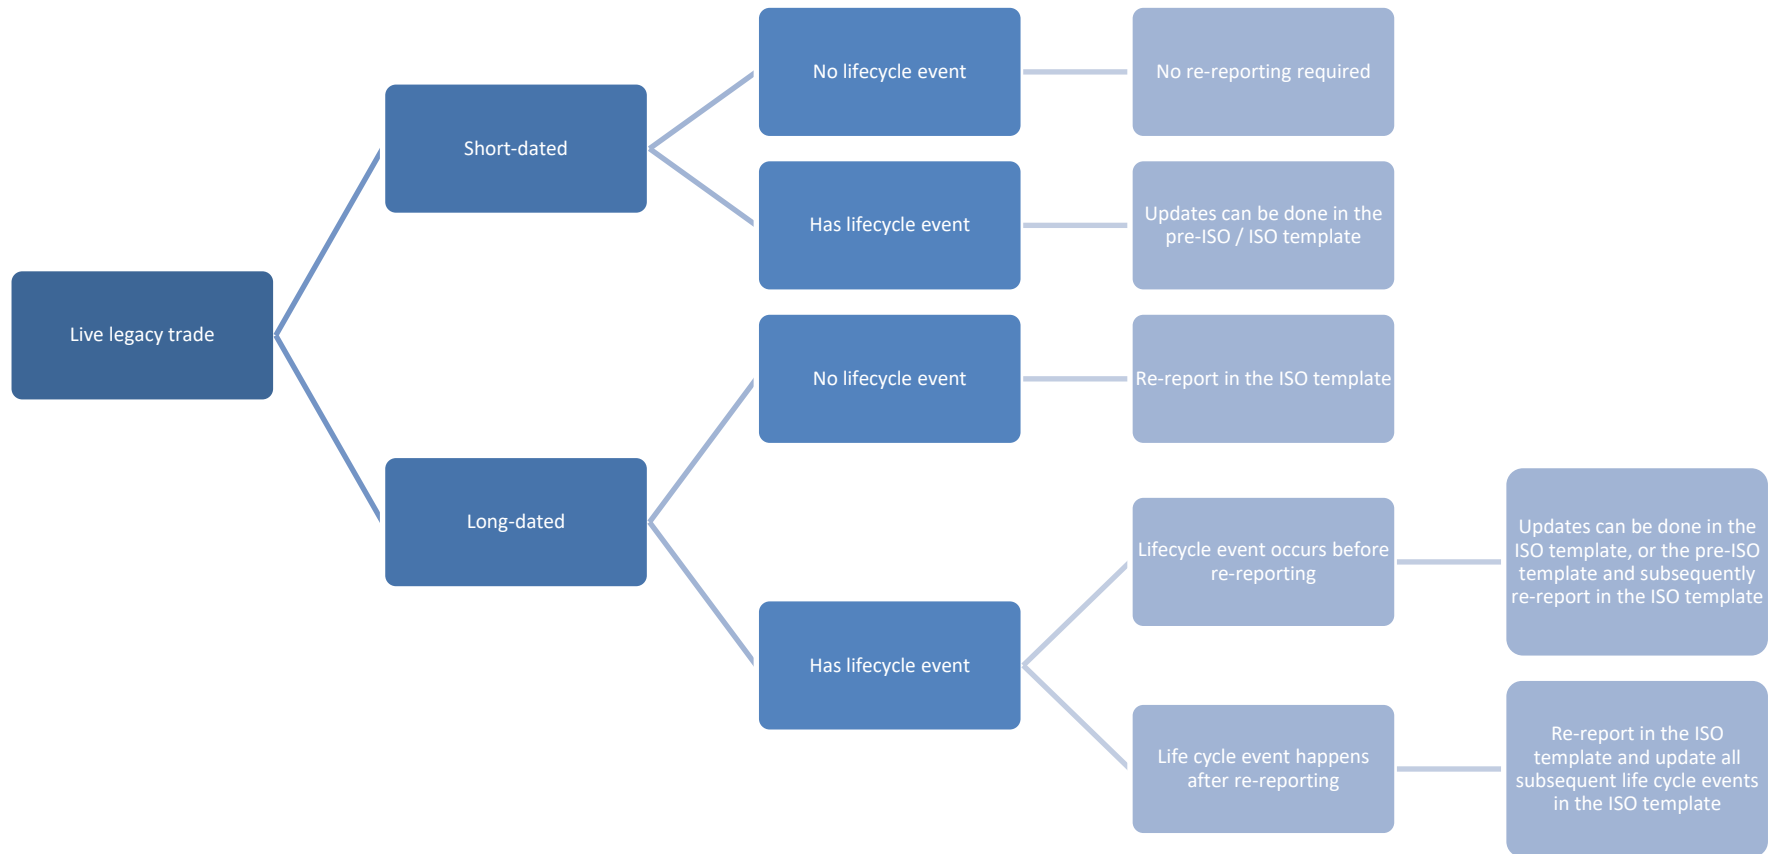 Live legacy trade
Short-dated
No lifecycle event
No re-reporting required
Has lifecycle event
Updates can be done in the
pre-ISO / ISO template
Long-dated
No lifecycle event
Re-report in the ISO template
Has lifecycle event
Lifecycle event occurs before
re-reporting
Updates can be done in the
ISO template, or the pre-ISO
template and subsequently
re-report in the ISO template
Life cycle event happens
after re-reporting
Re-report in the ISO
template and update all
subsequent life cycle events
in the ISO template